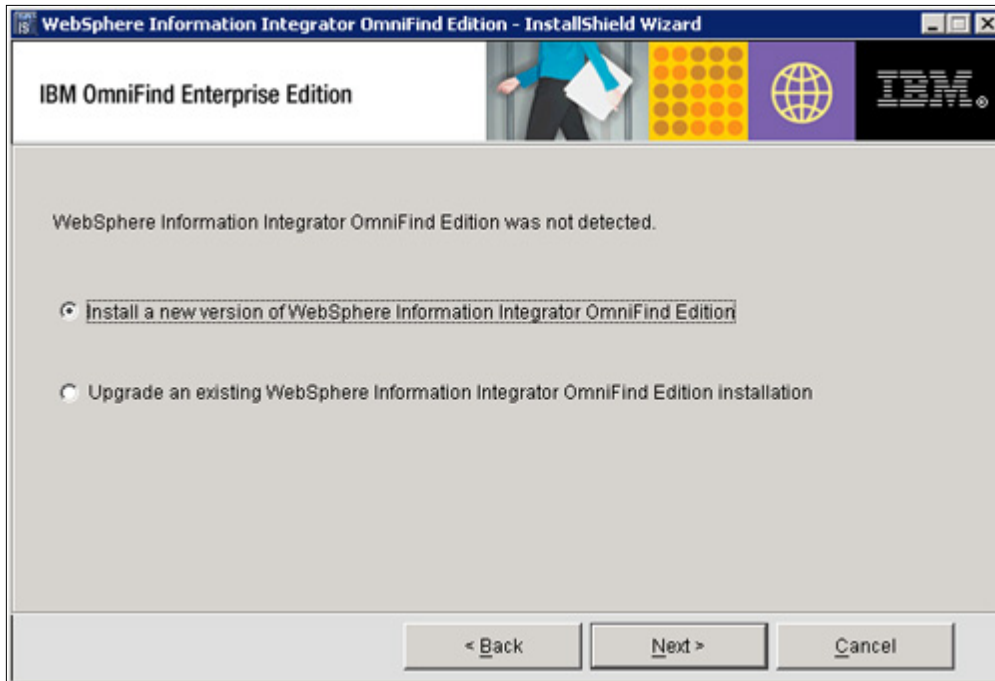 WebSphere Information Integrator OmniFind Edition - InstallShield Wizard
IBM OmniFind Enterprise Edition
IBM®
WebSphere Information Integrator OmniFind Edition was not detected.
Install a new version of WebSphere Information Integrator OmniFind Edition
Upgrade an existing WebSphere Information Integrator OmniFind Edition installation
< Back
Next >
Cancel